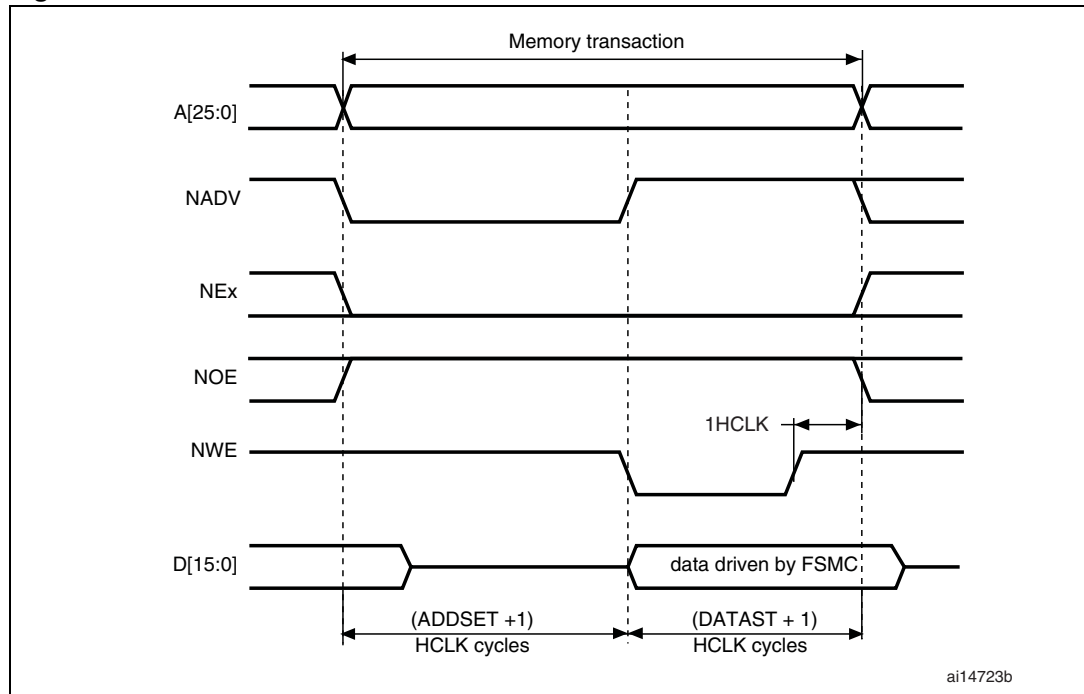 Memory transaction
A[25:0]
NADV
NEx
NOE
1HCLK
NWE
D[15:0]
data driven by FSMC
(ADDSET +1)
HCLK cycles
(DATAST + 1)
HCLK cycles
ai14723b